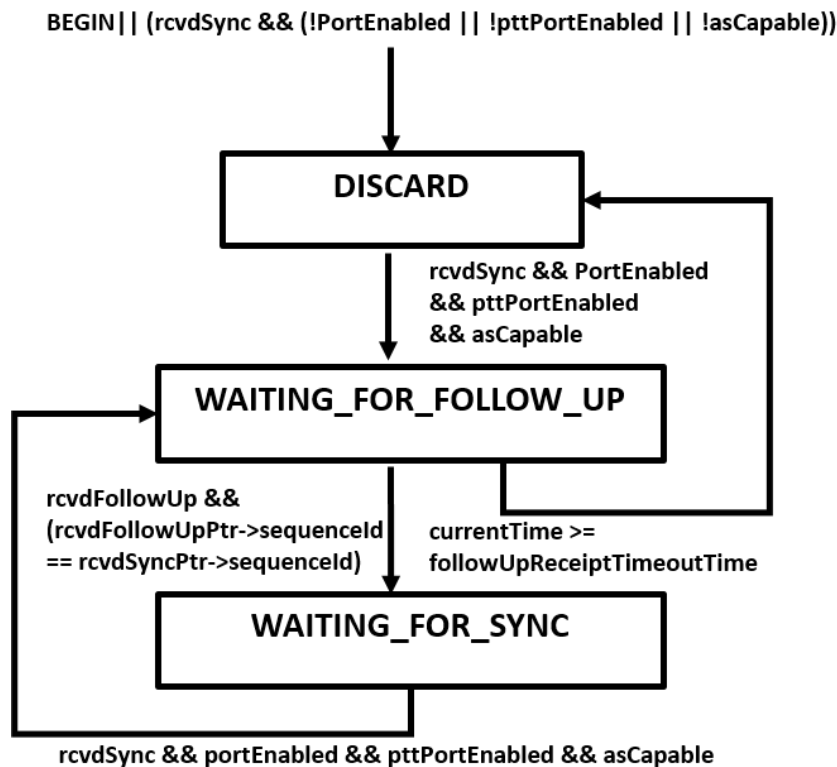 BEGIN|| (rcvdSync && (!PortEnabled || !pttPortEnabled || !asCapable))
DISCARD
rcvdSync && PortEnabled
&& pttPortEnabled
&& asCapable
WAITING_FOR_FOLLOW_UP
rcvdFollowUp &&
(rcvdFollowUpPtr->sequenceId
== rcvdSyncPtr->sequenceId)
currentTime >=
followUpReceiptTimeoutTime
WAITING_FOR_SYNC
rcvdSync && portEnabled && pttPortEnabled && asCapable